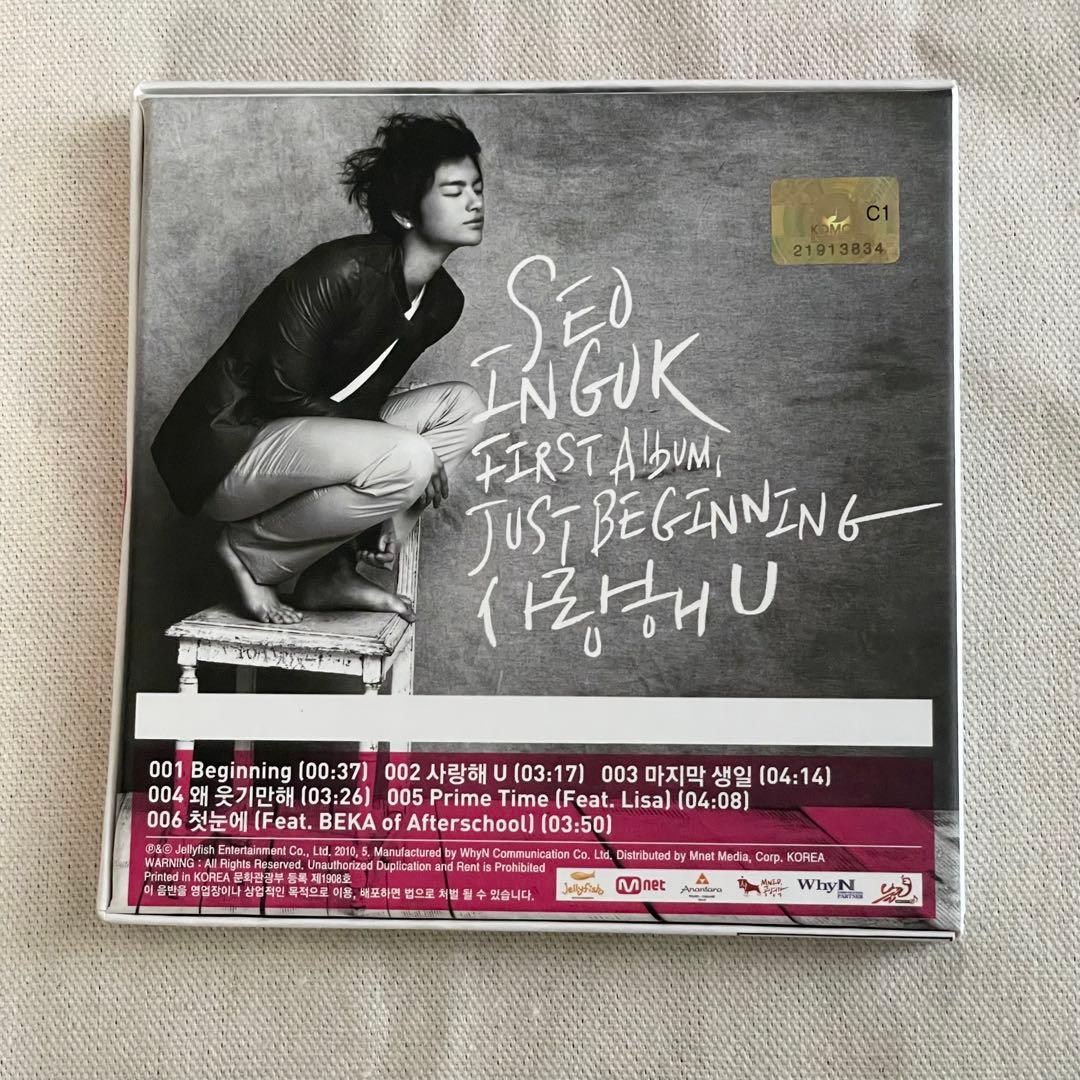 C1
KOMCA
21913834
SEO
INGUK
FIRST Album,
JUST BEGINNING
사랑해 U
001 Beginning (00:37) 002 사랑해 U (03:17) 003 마지막 생일 (04:14)
004 왜 웃기만해 (03:26) 005 Prime Time (Feat. Lisa) (04:08)
006 첫눈에 (Feat. BEKA of Afterschool) (03:50)
℗&© Jellyfish Entertainment Co., Ltd. 2010, 5, Manufactured by WhyN Communication Co. Ltd. Distributed by Mnet Media, Corp. KOREA
WARNING : All Rights Reserved. Unauthorized Duplication and Rent is Prohibited
Printed in KOREA 문화관광부 등록 제1908호
이 음반을 영업장이나 상업적인 목적으로 이용, 배포하면 법으로 처벌 될 수 있습니다.
Jellyfish Mnet Anantara WhyN
PARTNER